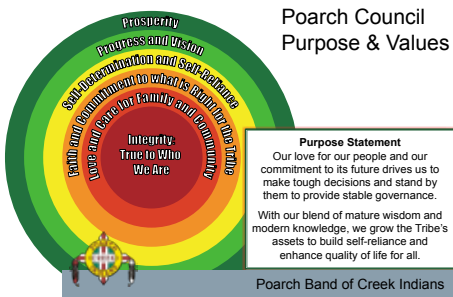 Poarch Council
Purpose & Values
Prosperity
Progress and Vision
Self-Determination and Self-Reliance
Faith and Commitment to what is Right for the Tribe
Love and Care for Family and Community
Integrity:
True to Who
We Are
Purpose Statement
Our love for our people and our
commitment to its future drives us to
make tough decisions and stand by
them to provide stable governance.
With our blend of mature wisdom and
modern knowledge, we grow the Tribe's
assets to build self-reliance and
enhance quality of life for all.
Poarch Band of Creek Indians